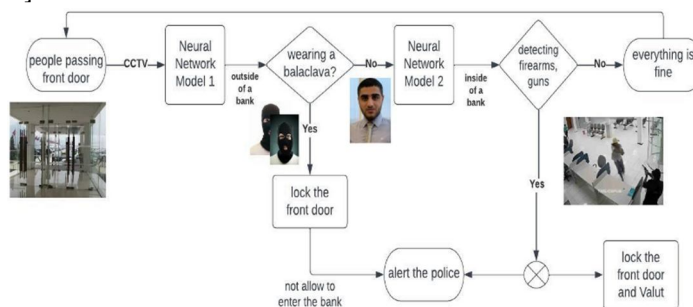 people passing
front door
CCTV
Neural
Network
Model 1
outside
of a
bank
wearing a
balaclava?
No
Neural
Network
Model 2
inside
of a
bank
detecting
firearms,
guns
No
everything is
fine
Yes
lock the
front door
Yes
not allow to
enter the bank
alert the police
lock the
front door
and Valut